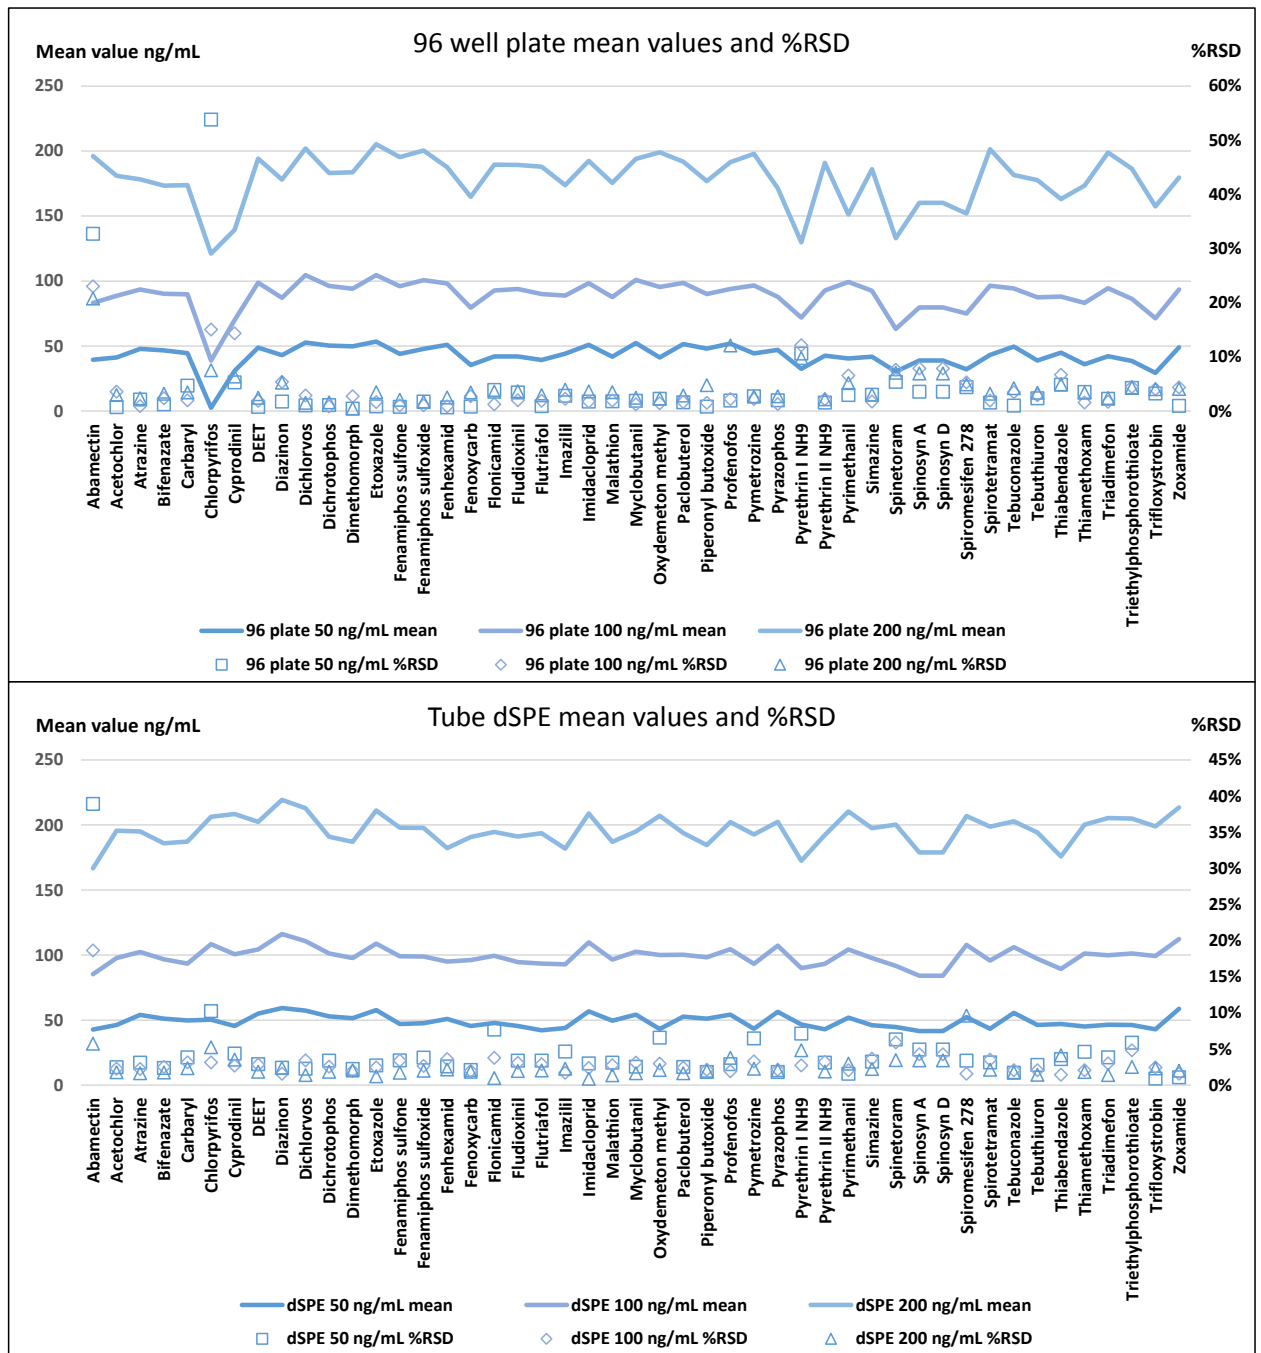 96 well plate mean values and %RSD
Mean value ng/mL
%RSD
250
200
150
100
50
0
60%
50%
40%
30%
20%
10%
0%
Abamectin
Acetochlor
Atrazine
Bifenazate
Carbaryl
Chlorpyrifos
Cyprodinil
DEET
Diazinon
Dichlorvos
Dichrotophos
Dimethomorph
Etoxazole
Fenamiphos sulfone
Fenamiphos sulfoxide
Fenhexamid
Fenoxycarb
Flonicamid
Fludioxinil
Flutriafol
Imazilil
Imidacloprid
Malathion
Myclobutanil
Oxydemeton methyl
Paclobuterol
Piperonyl butoxide
Profenofos
Pymetrozine
Pyrazophos
Pyrethrin I NH9
Pyrethrin II NH9
Pyrimethanil
Simazine
Spinetoram
Spinosyn A
Spinosyn D
Spiromesifen 278
Spirotetramat
Tebuconazole
Tebuthiuron
Thiabendazole
Thiamethoxam
Triadimefon
Triethylphosphorothioate
Trifloxystrobin
Zoxamide
96 plate 50 ng/mL mean
96 plate 100 ng/mL mean
96 plate 200 ng/mL mean
96 plate 50 ng/mL %RSD
96 plate 100 ng/mL %RSD
96 plate 200 ng/mL %RSD
Tube dSPE mean values and %RSD
Mean value ng/mL
%RSD
250
200
150
100
50
0
45%
40%
35%
30%
25%
20%
15%
10%
5%
0%
Abamectin
Acetochlor
Atrazine
Bifenazate
Carbaryl
Chlorpyrifos
Cyprodinil
DEET
Diazinon
Dichlorvos
Dichrotophos
Dimethomorph
Etoxazole
Fenamiphos sulfone
Fenamiphos sulfoxide
Fenhexamid
Fenoxycarb
Flonicamid
Fludioxinil
Flutriafol
Imazilil
Imidacloprid
Malathion
Myclobutanil
Oxydemeton methyl
Paclobuterol
Piperonyl butoxide
Profenofos
Pymetrozine
Pyrazophos
Pyrethrin I NH9
Pyrethrin II NH9
Pyrimethanil
Simazine
Spinetoram
Spinosyn A
Spinosyn D
Spiromesifen 278
Spirotetramat
Tebuconazole
Tebuthiuron
Thiabendazole
Thiamethoxam
Triadimefon
Triethylphosphorothioate
Trifloxystrobin
Zoxamide
dSPE 50 ng/mL mean
dSPE 100 ng/mL mean
dSPE 200 ng/mL mean
dSPE 50 ng/mL %RSD
dSPE 100 ng/mL %RSD
dSPE 200 ng/mL %RSD